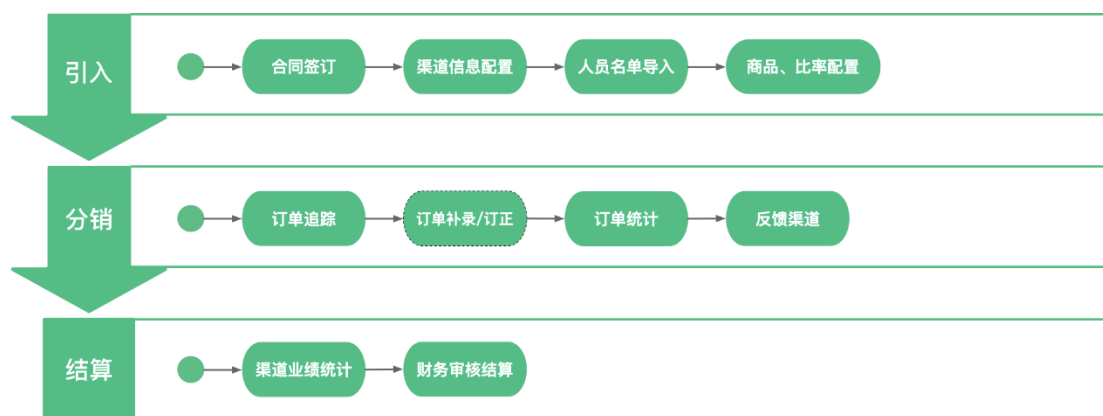 引入
合同签订
渠道信息配置
人员名单导入
商品、比率配置
分销
订单追踪
订单补录/订正
订单统计
反馈渠道
结算
渠道业绩统计
财务审核结算